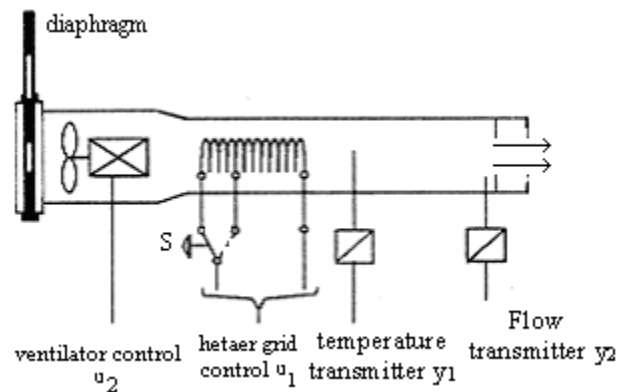 diaphragm
S
ventilator control
u2
hetaer grid
control u1
temperature
transmitter y1
Flow
transmitter y2